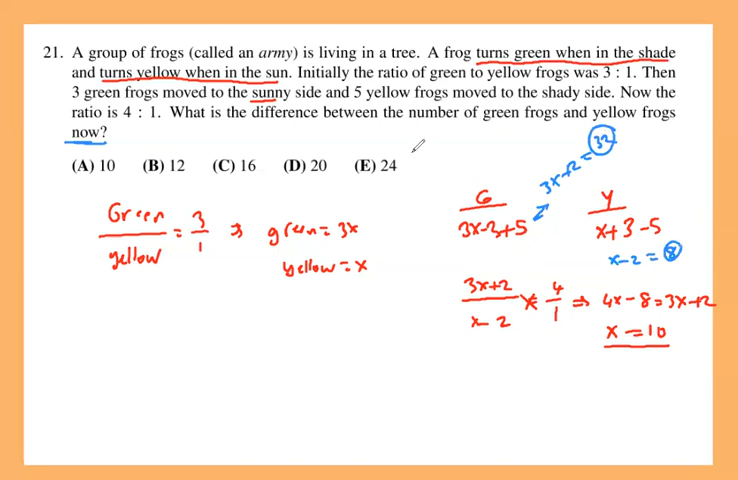 21. A group of frogs (called an army) is living in a tree. A frog turns green when in the shade
and turns yellow when in the sun. Initially the ratio of green to yellow frogs was 3 : 1. Then
3 green frogs moved to the sunny side and 5 yellow frogs moved to the shady side. Now the
ratio is 4 : 1. What is the difference between the number of green frogs and yellow frogs
now?
(A) 10 (B) 12 (C) 16 (D) 20 (E) 24
3x+2 = 32
G Y
3x-3+5 x+3-5
x-2 = 8
Green/yellow = 3/1 ⇒ green = 3x
yellow = x
3x+2/x-2 = 4/1 ⇒ 4x-8=3x+2
x = 10